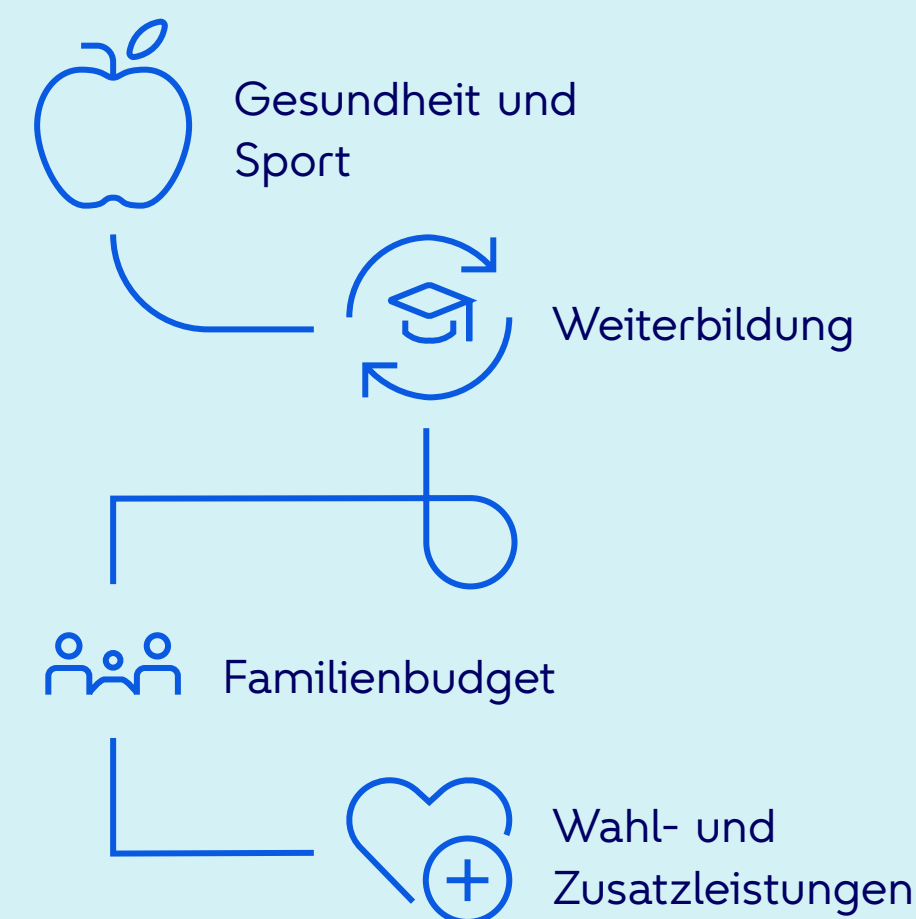 Gesundheit und
Sport
Weiterbildung
Familienbudget
Wahl- und
Zusatzleistungen